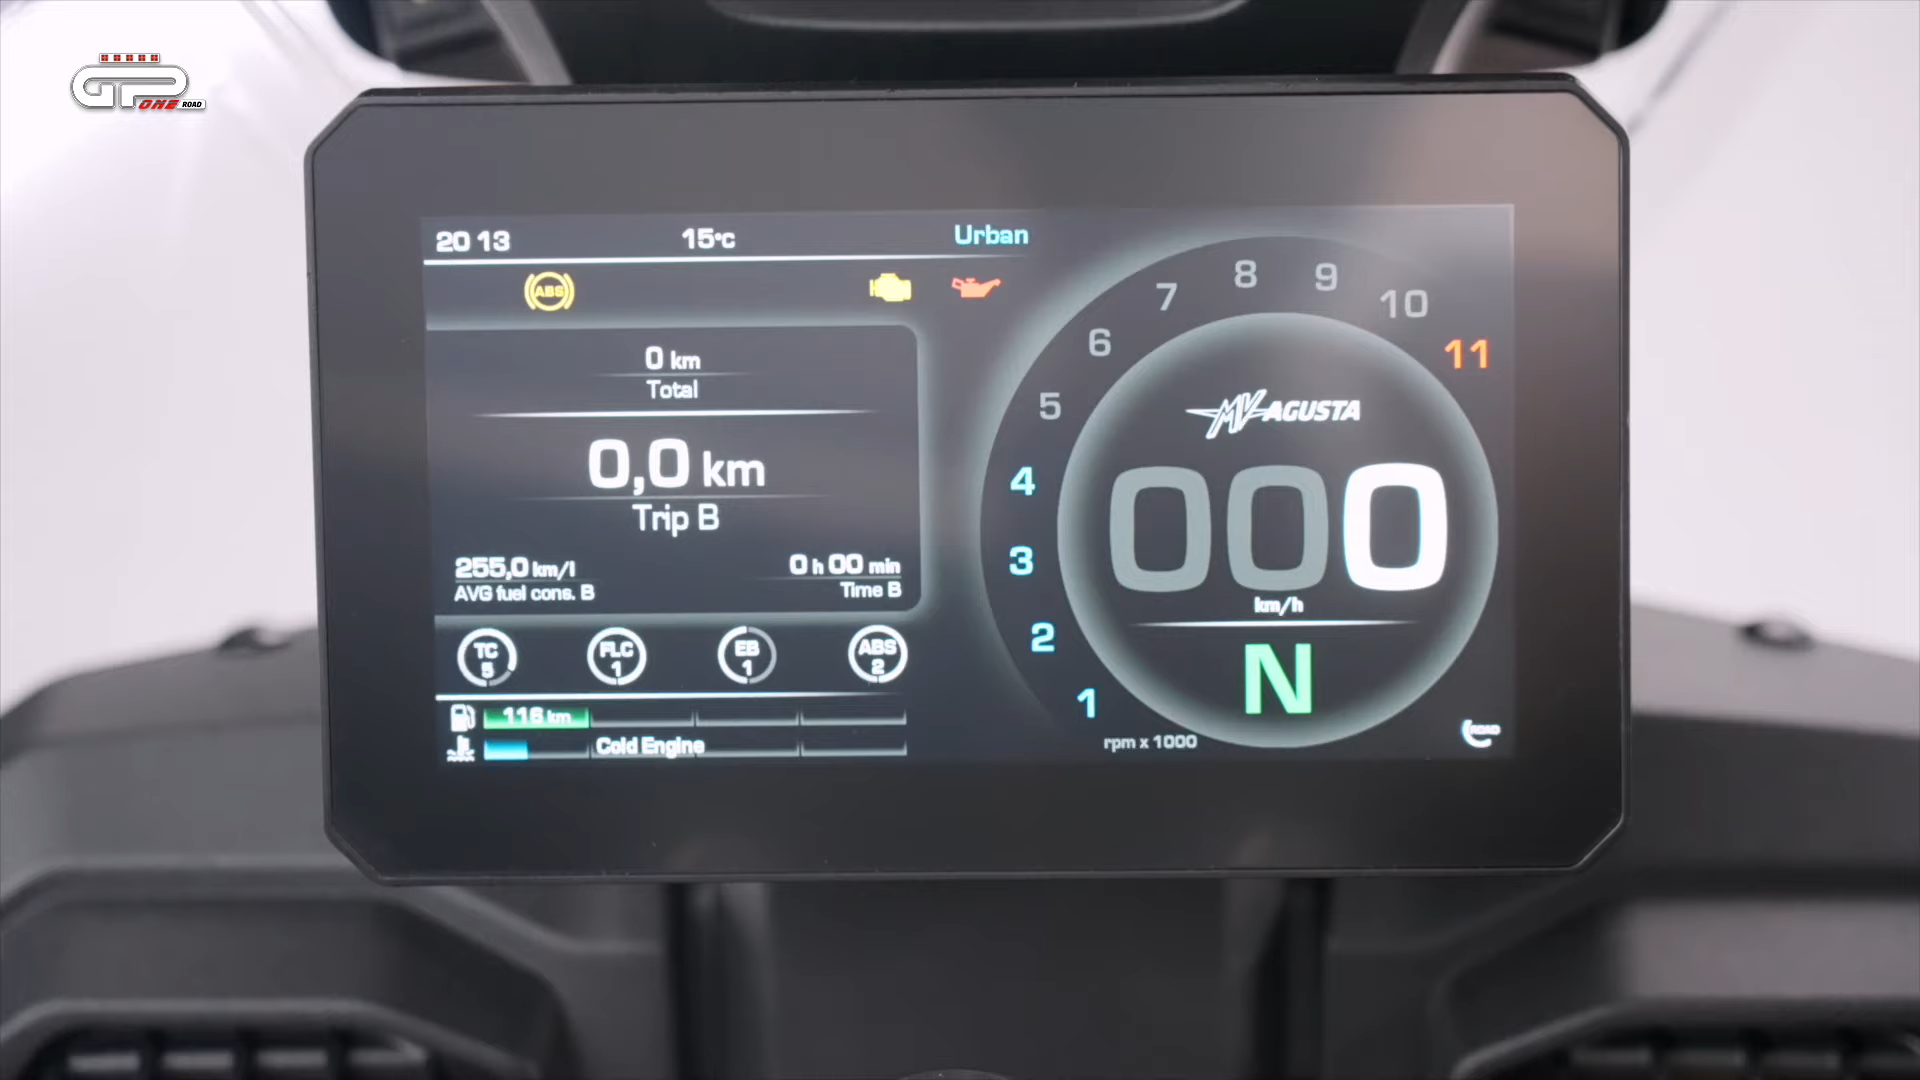 GP ONE ROAD
20 13 15°C Urban
ABS
0 km
Total
0,0 km
Trip B
255,0 km/l 0 h 00 min
AVG fuel cons. B Time B
TC 5 FLC 1 EB 1 ABS 2
116 km
Cold Engine
1 2 3 4 5 6 7 8 9 10 11
MV AGUSTA
000
km/h
N
rpm x 1000
ROAD